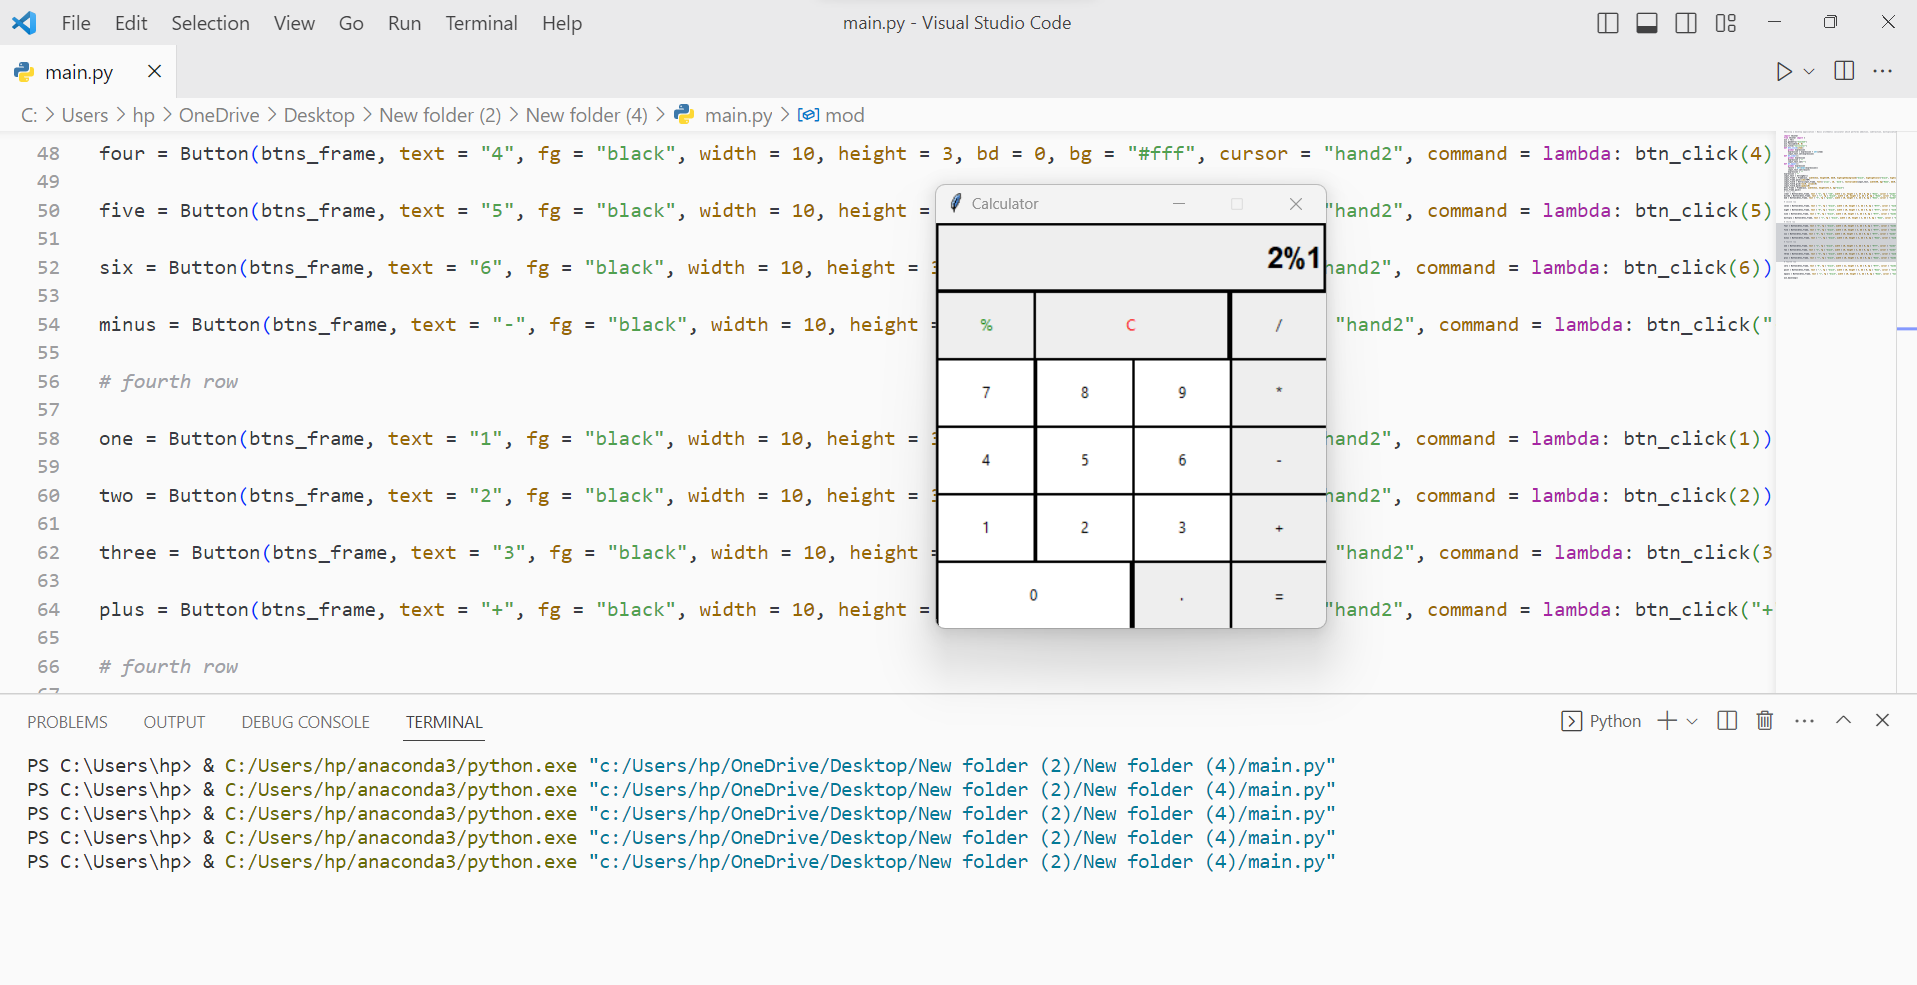 File Edit Selection View Go Run Terminal Help
main.py - Visual Studio Code
main.py
C: > Users > hp > OneDrive > Desktop > New folder (2) > New folder (4) > main.py > mod
48 four = Button(btns_frame, text = "4", fg = "black", width = 10, height = 3, bd = 0, bg = "#fff", cursor = "hand2", command = lambda: btn_click(4)
49
50 five = Button(btns_frame, text = "5", fg = "black", width = 10, height = "hand2", command = lambda: btn_click(5)
51
52 six = Button(btns_frame, text = "6", fg = "black", width = 10, height = hand2", command = lambda: btn_click(6))
53
54 minus = Button(btns_frame, text = "-", fg = "black", width = 10, height = "hand2", command = lambda: btn_click("
55
56 # fourth row
57
58 one = Button(btns_frame, text = "1", fg = "black", width = 10, height = hand2", command = lambda: btn_click(1))
59
60 two = Button(btns_frame, text = "2", fg = "black", width = 10, height = hand2", command = lambda: btn_click(2))
61
62 three = Button(btns_frame, text = "3", fg = "black", width = 10, height = "hand2", command = lambda: btn_click(3
63
64 plus = Button(btns_frame, text = "+", fg = "black", width = 10, height = "hand2", command = lambda: btn_click("+
65
66 # fourth row
Calculator
2%1
% C /
7 8 9 *
4 5 6 -
1 2 3 +
0 . =
PROBLEMS OUTPUT DEBUG CONSOLE TERMINAL
Python
PS C:\Users\hp> & C:/Users/hp/anaconda3/python.exe "c:/Users/hp/OneDrive/Desktop/New folder (2)/New folder (4)/main.py"
PS C:\Users\hp> & C:/Users/hp/anaconda3/python.exe "c:/Users/hp/OneDrive/Desktop/New folder (2)/New folder (4)/main.py"
PS C:\Users\hp> & C:/Users/hp/anaconda3/python.exe "c:/Users/hp/OneDrive/Desktop/New folder (2)/New folder (4)/main.py"
PS C:\Users\hp> & C:/Users/hp/anaconda3/python.exe "c:/Users/hp/OneDrive/Desktop/New folder (2)/New folder (4)/main.py"
PS C:\Users\hp> & C:/Users/hp/anaconda3/python.exe "c:/Users/hp/OneDrive/Desktop/New folder (2)/New folder (4)/main.py"